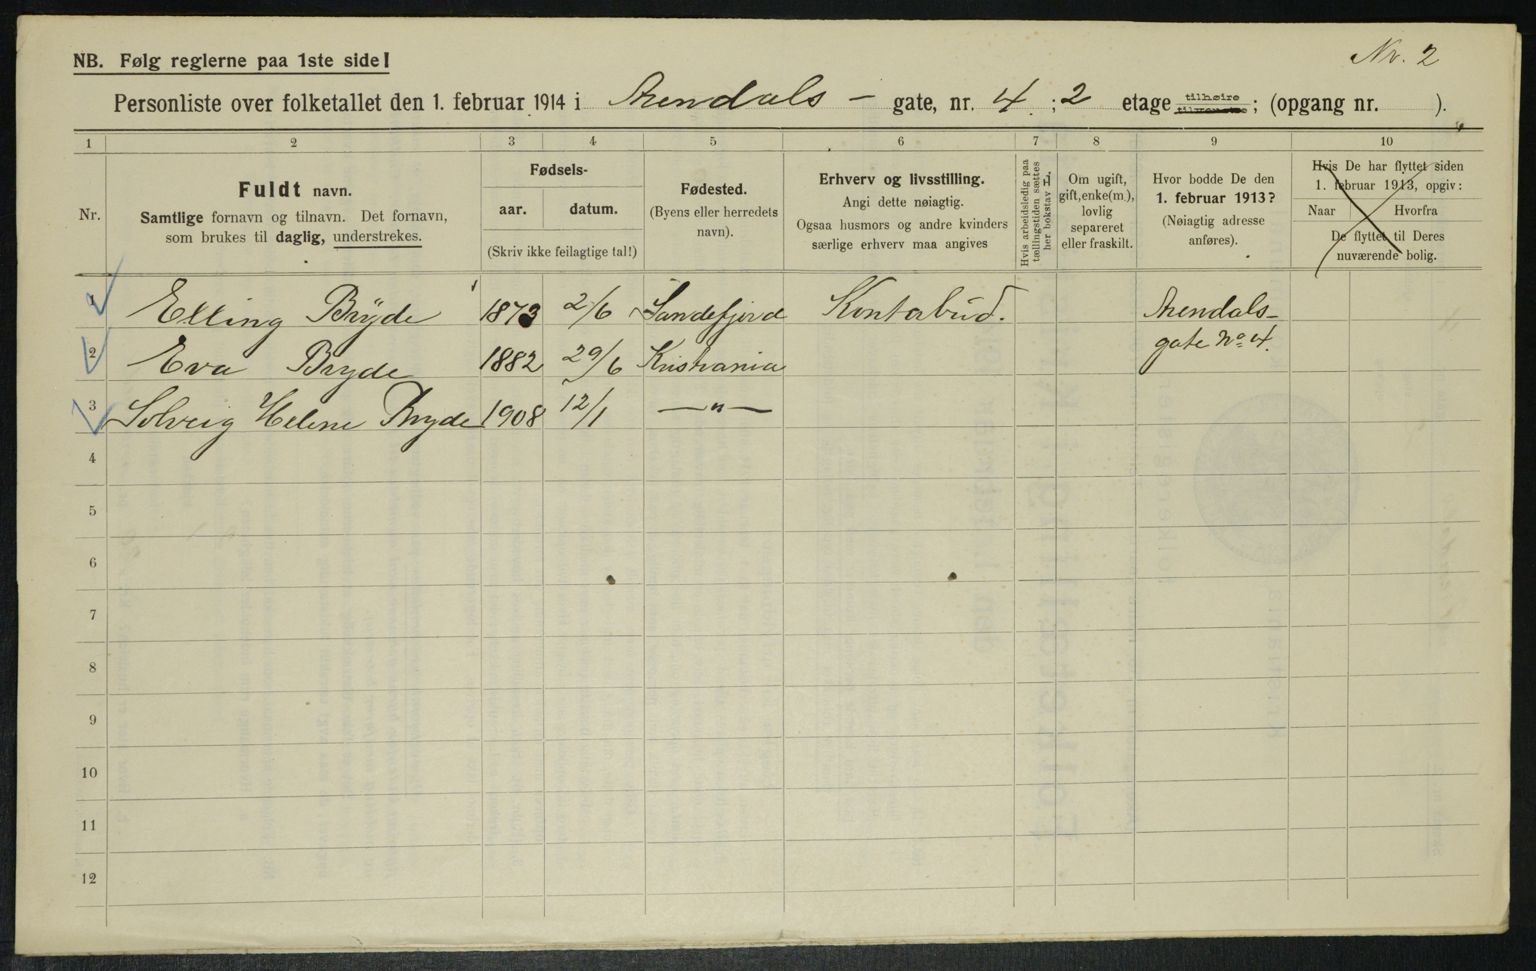 NB. Følg reglerne paa 1ste side!
Nr. 2
Personliste over folketallet den 1. februar 1914 i Arendals - gate, nr. 4 ; 2 etage tilhøire tilvenstre ; (opgang nr. ).
1 2 3 4 5 6 7 8 9 10
Nr.
Fuldt navn.
Samtlige fornavn og tilnavn. Det fornavn,
som brukes til daglig, understrekes.
Fødsels-
aar. datum.
(Skriv ikke feilagtige tal!)
Fødested.
(Byens eller herredets
navn).
Erhverv og livsstilling.
Angi dette nøiagtig.
Ogsaa husmors og andre kvinders
særlige erhverv maa angives
Hvis arbeidsledig paa
tællingstiden sættes
her bokstav L.
Om ugift,
gift, enke(m.),
lovlig
separeret
eller fraskilt.
Hvor bodde De den
1. februar 1913?
(Nøiagtig adresse
anføres).
Hvis De har flyttet siden
1. februar 1913, opgiv:
Naar Hvorfra
De flyttet til Deres
nuværende bolig.
1 Elling Bryde 1873 2/6 Sandefjord Kontorbud. Arendals-
gate No 4.
2 Eva Bryde 1882 29/6 Kristiania
3 Solveig Helene Bryde 1908 12/1 — " —
4
5
6
7
8
9
10
11
12